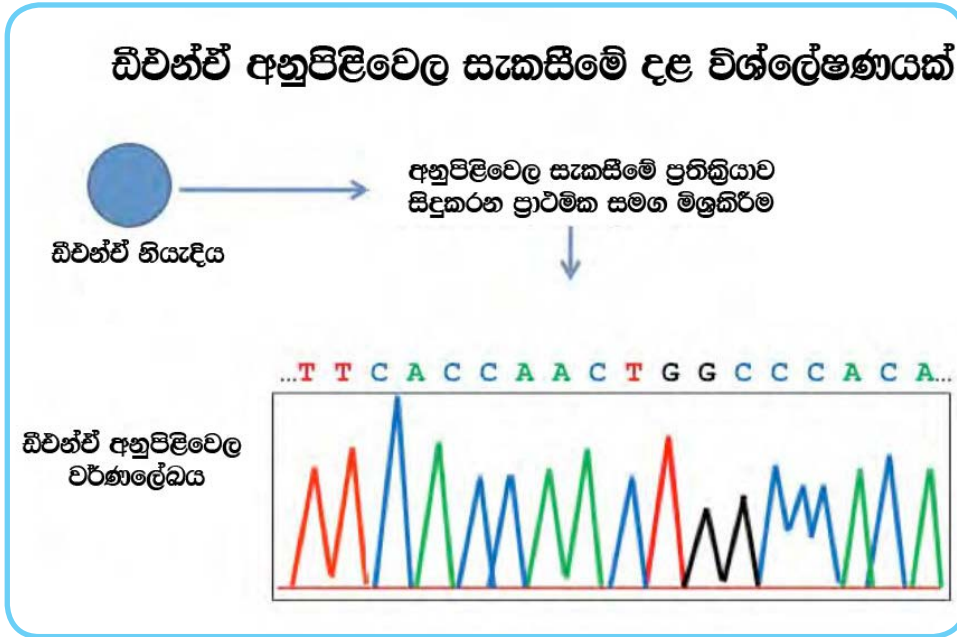 ඩීඑන්ඒ අනුපිළිවෙල සැකසීමේ දළ විශ්ලේෂණයක්
අනුපිළිවෙල සැකසීමේ ප්‍රතික්‍රියාව
සිදුකරන ප්‍රාථමික සමග මිශ්‍රකිරීම
ඩීඑන්ඒ නියැදිය
...T T C A C C A A C T G G C C C A C A...
ඩීඑන්ඒ අනුපිළිවෙල
වර්ණලේඛය